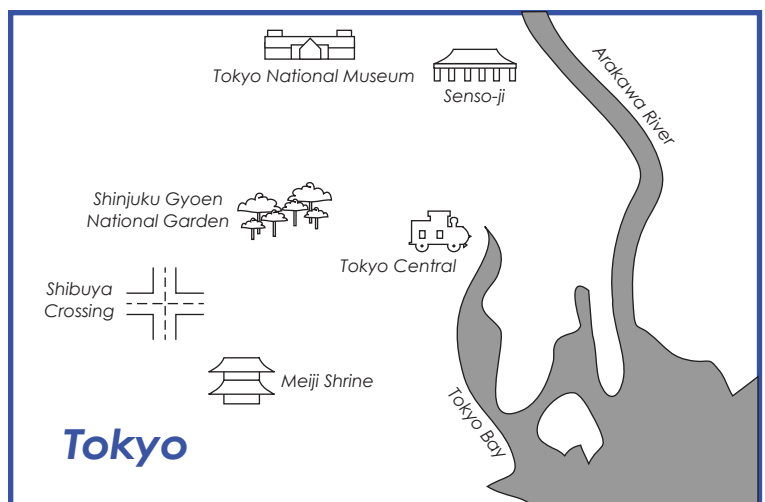 Tokyo National Museum
Senso-ji
Arakawa River
Shinjuku Gyoen
National Garden
Tokyo Central
Shibuya
Crossing
Meiji Shrine
Tokyo Bay
Tokyo